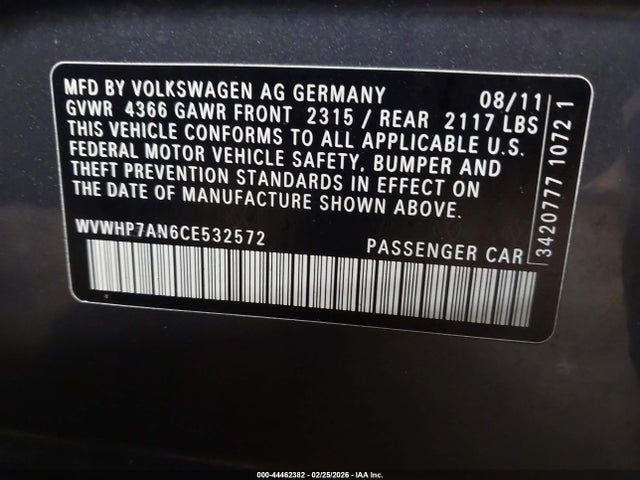 MFD BY VOLKSWAGEN AG GERMANY 08/11
GVWR 4366 GAWR FRONT 2315 / REAR 2117 LBS
THIS VEHICLE CONFORMS TO ALL APPLICABLE U.S.
FEDERAL MOTOR VEHICLE SAFETY, BUMPER AND
THEFT PREVENTION STANDARDS IN EFFECT ON
THE DATE OF MANUFACTURE SHOWN ABOVE.
WVWHP7AN6CE532572 PASSENGER CAR
3420777 10721
000-44462382 - 02/25/2026 - IAA Inc.